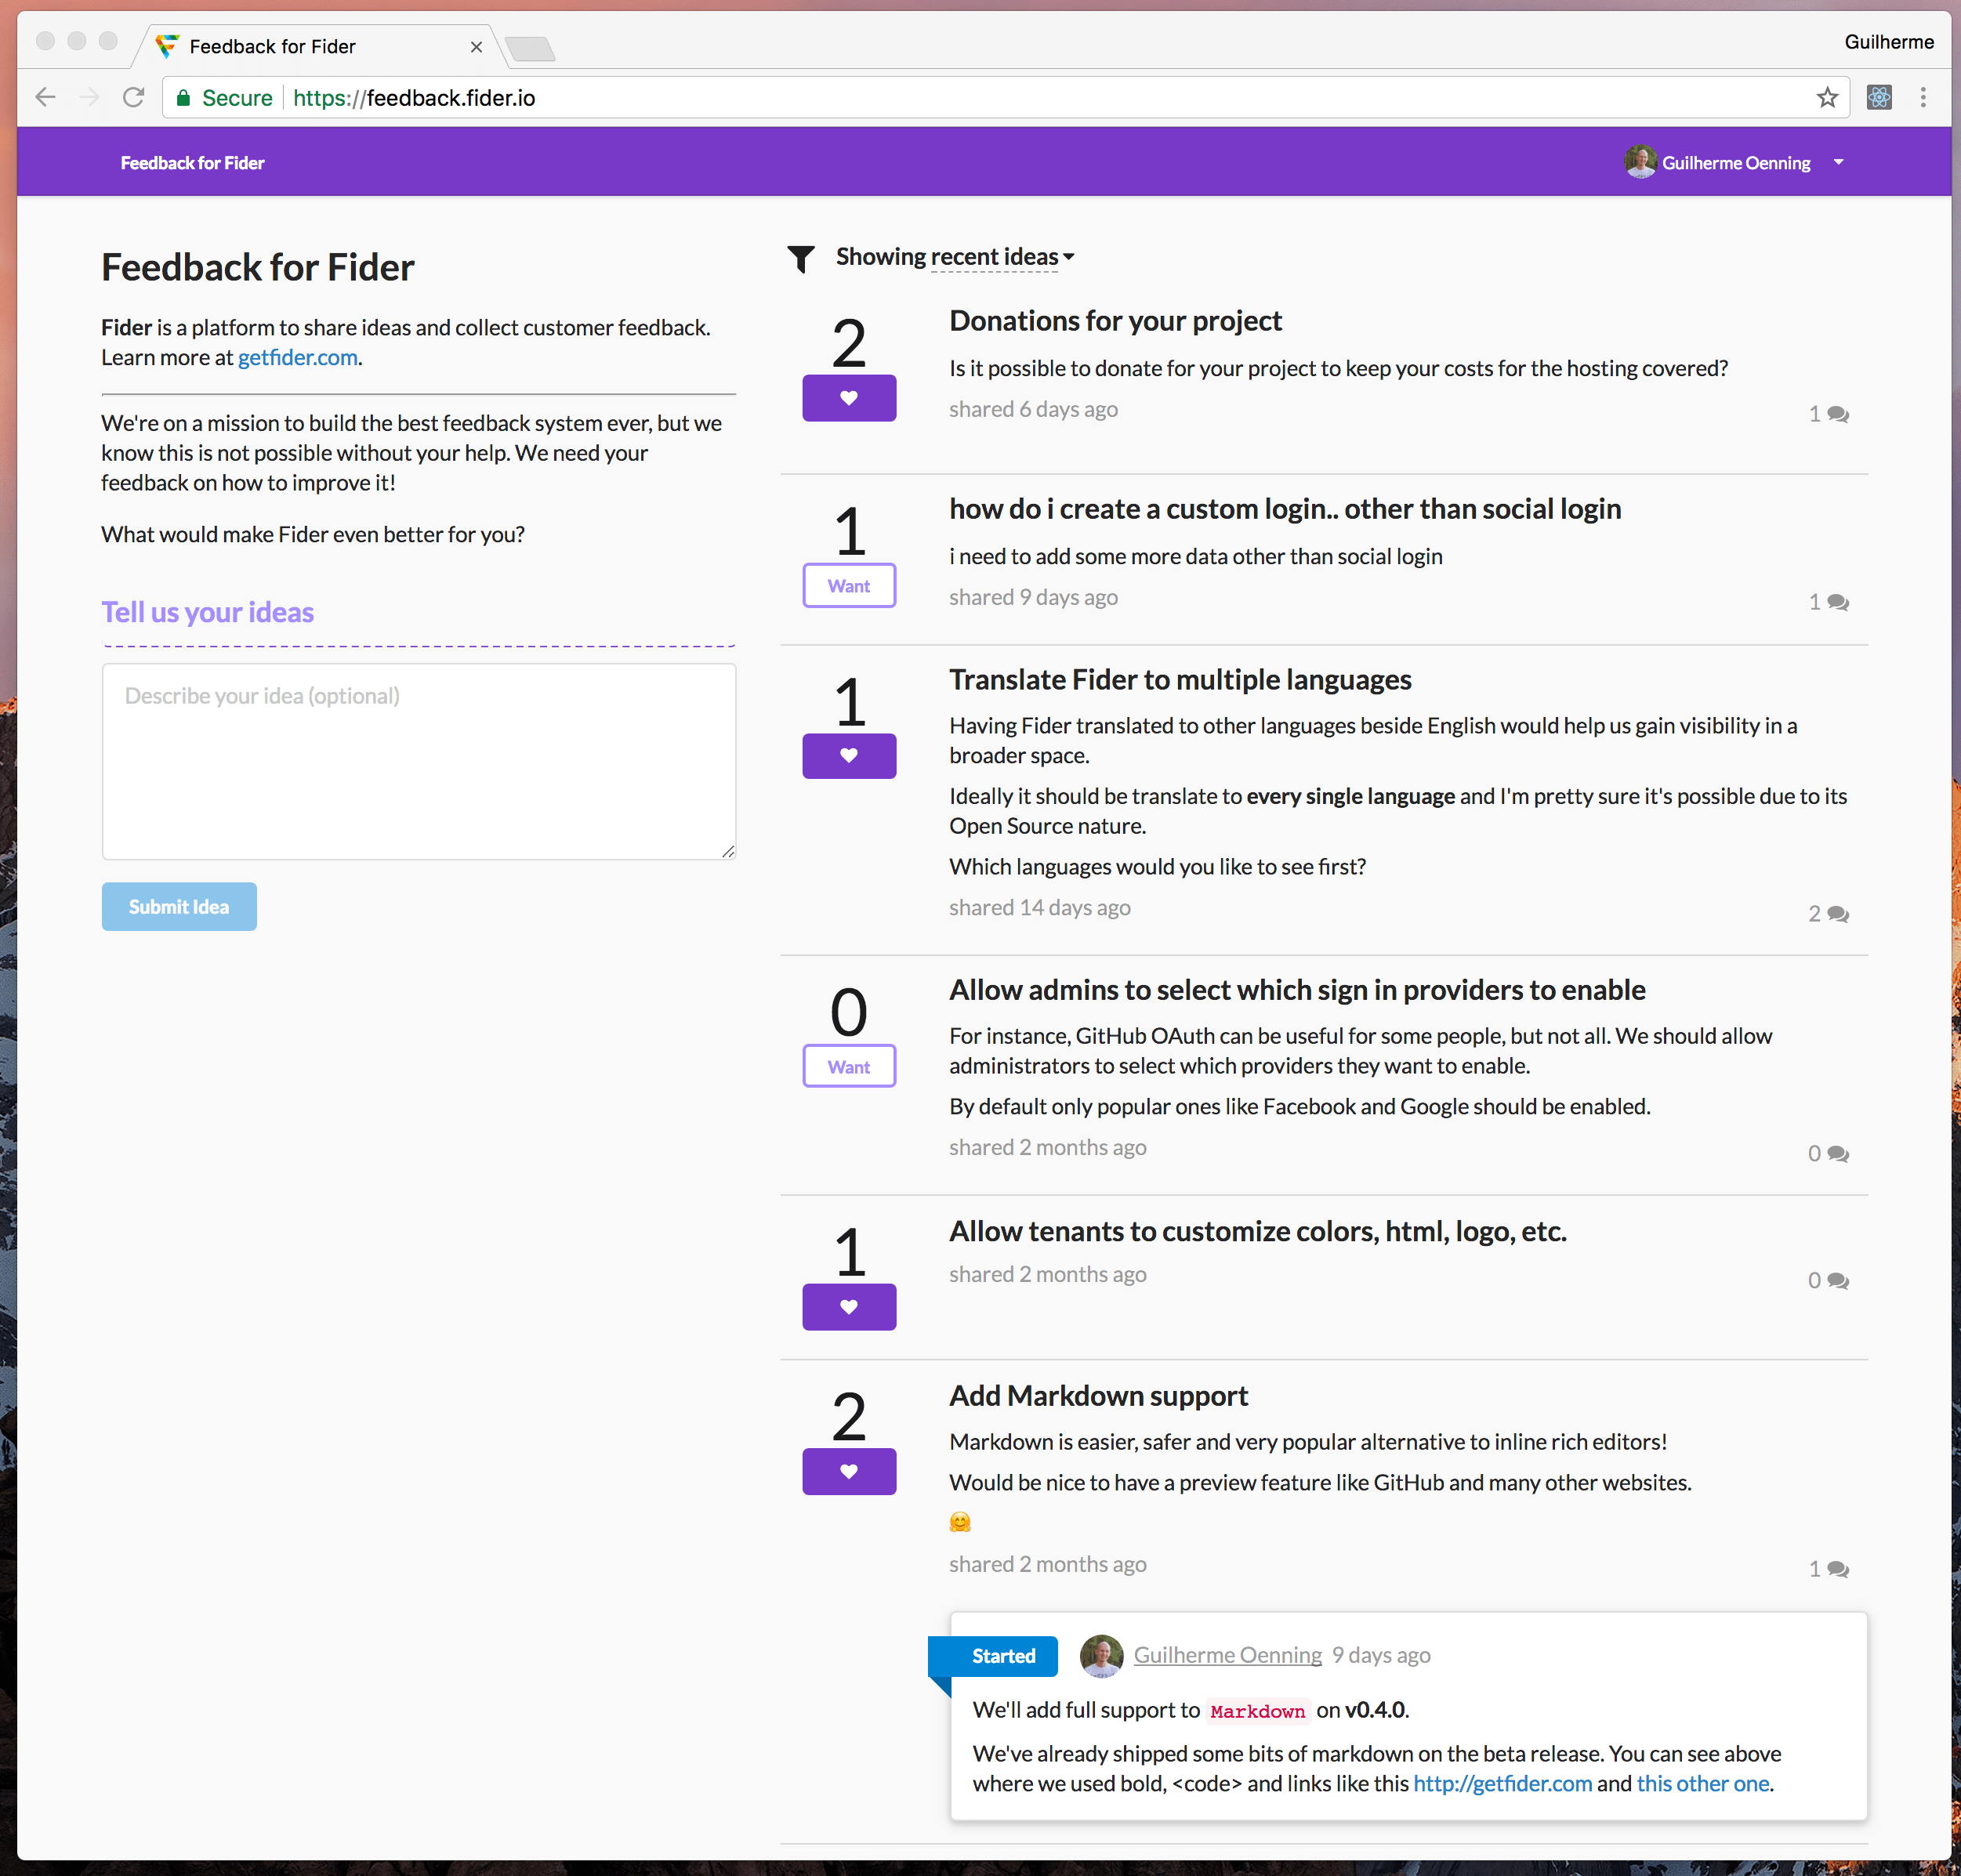 Feedback for Fider
Guilherme
Secure
https://feedback.fider.io
Feedback for Fider
Guilherme Oenning
Feedback for Fider
Fider is a platform to share ideas and collect customer feedback.
Learn more at getfider.com.
We're on a mission to build the best feedback system ever, but we
know this is not possible without your help. We need your
feedback on how to improve it!
What would make Fider even better for you?
Tell us your ideas
Describe your idea (optional)
Submit Idea
Showing recent ideas
2
Donations for your project
Is it possible to donate for your project to keep your costs for the hosting covered?
shared 6 days ago
1
1
Want
how do i create a custom login.. other than social login
i need to add some more data other than social login
shared 9 days ago
1
1
Translate Fider to multiple languages
Having Fider translated to other languages beside English would help us gain visibility in a
broader space.
Ideally it should be translate to every single language and I'm pretty sure it's possible due to its
Open Source nature.
Which languages would you like to see first?
shared 14 days ago
2
0
Want
Allow admins to select which sign in providers to enable
For instance, GitHub OAuth can be useful for some people, but not all. We should allow
administrators to select which providers they want to enable.
By default only popular ones like Facebook and Google should be enabled.
shared 2 months ago
0
1
Allow tenants to customize colors, html, logo, etc.
shared 2 months ago
0
2
Add Markdown support
Markdown is easier, safer and very popular alternative to inline rich editors!
Would be nice to have a preview feature like GitHub and many other websites.
🤗
shared 2 months ago
1
Started
Guilherme Oenning 9 days ago
We'll add full support to Markdown on v0.4.0.
We've already shipped some bits of markdown on the beta release. You can see above
where we used bold, <code> and links like this http://getfider.com and this other one.